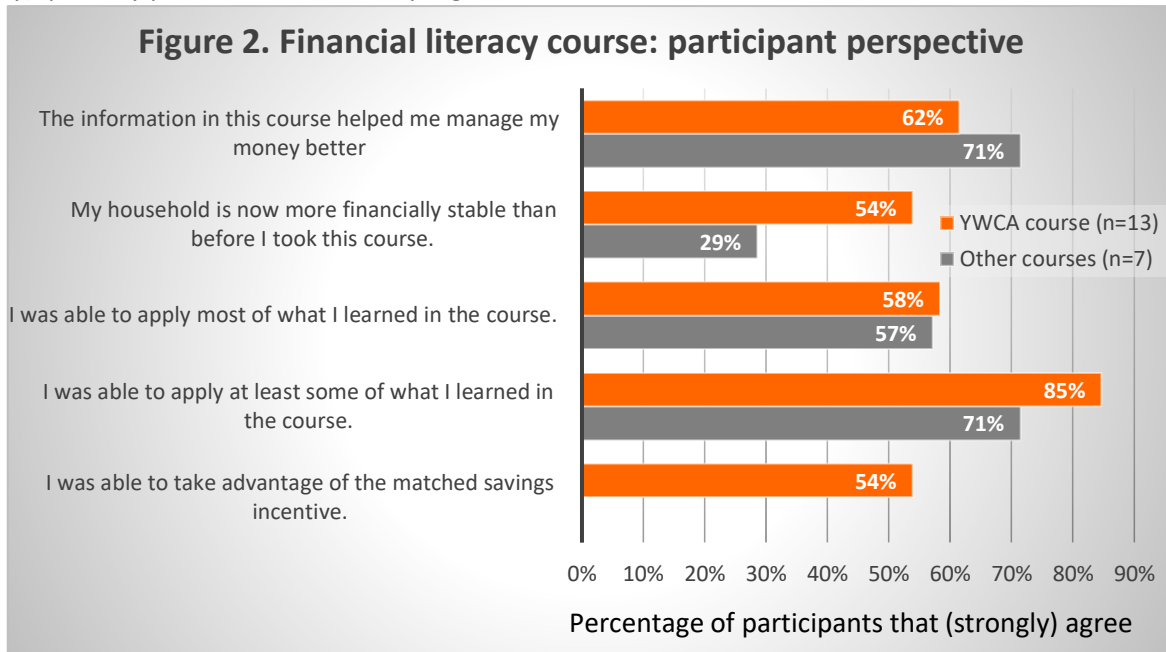 Figure 2. Financial literacy course: participant perspective
The information in this course helped me manage my
money better
62%
71%
My household is now more financially stable than
before I took this course.
54%
29%
YWCA course (n=13)
Other courses (n=7)
I was able to apply most of what I learned in the course.
58%
57%
I was able to apply at least some of what I learned in
the course.
85%
71%
I was able to take advantage of the matched savings
incentive.
54%
0% 10% 20% 30% 40% 50% 60% 70% 80% 90%
Percentage of participants that (strongly) agree